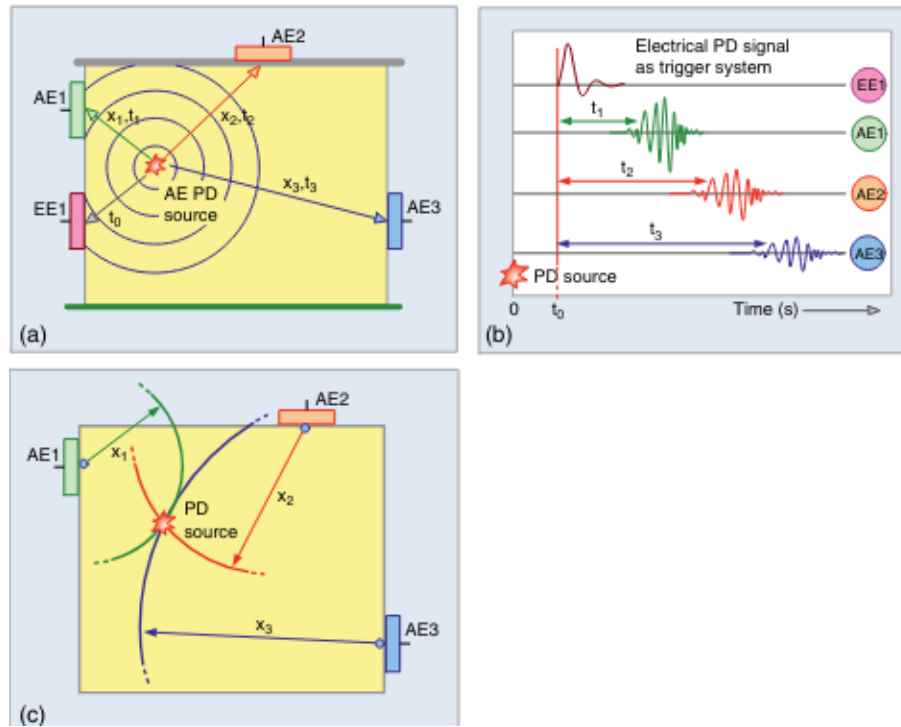 AE2
AE1
x₁,t₁
x₂,t₂
AE PD
source
x₃,t₃
EE1
t₀
AE3
(a)
Electrical PD signal
as trigger system
EE1
t₁
AE1
t₂
AE2
t₃
AE3
PD source
0
t₀
Time (s)
(b)
AE2
AE1
x₁
x₂
PD
source
x₃
AE3
(c)